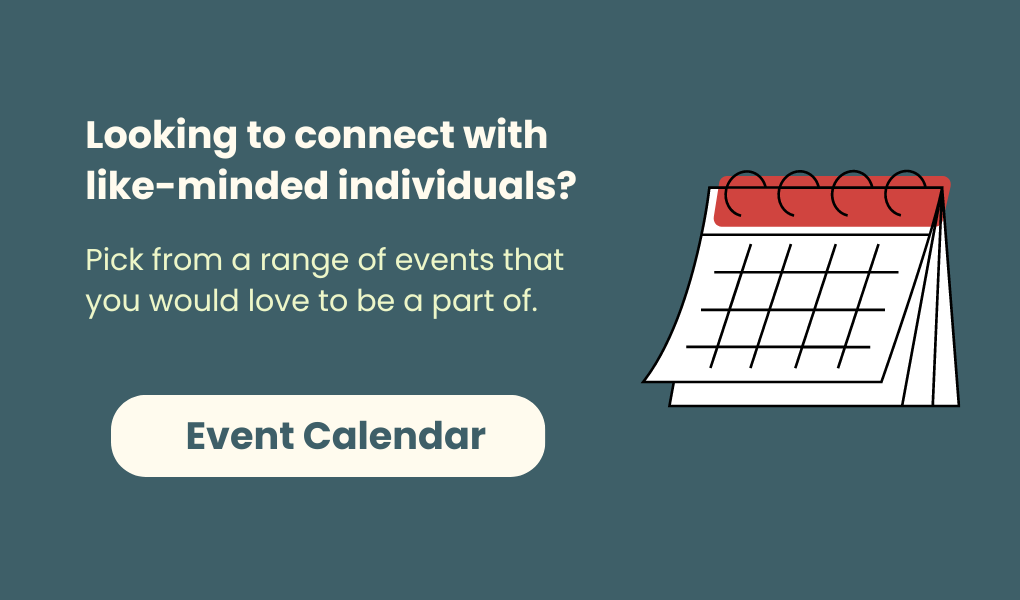 Looking to connect with
like-minded individuals?
Pick from a range of events that
you would love to be a part of.
Event Calendar